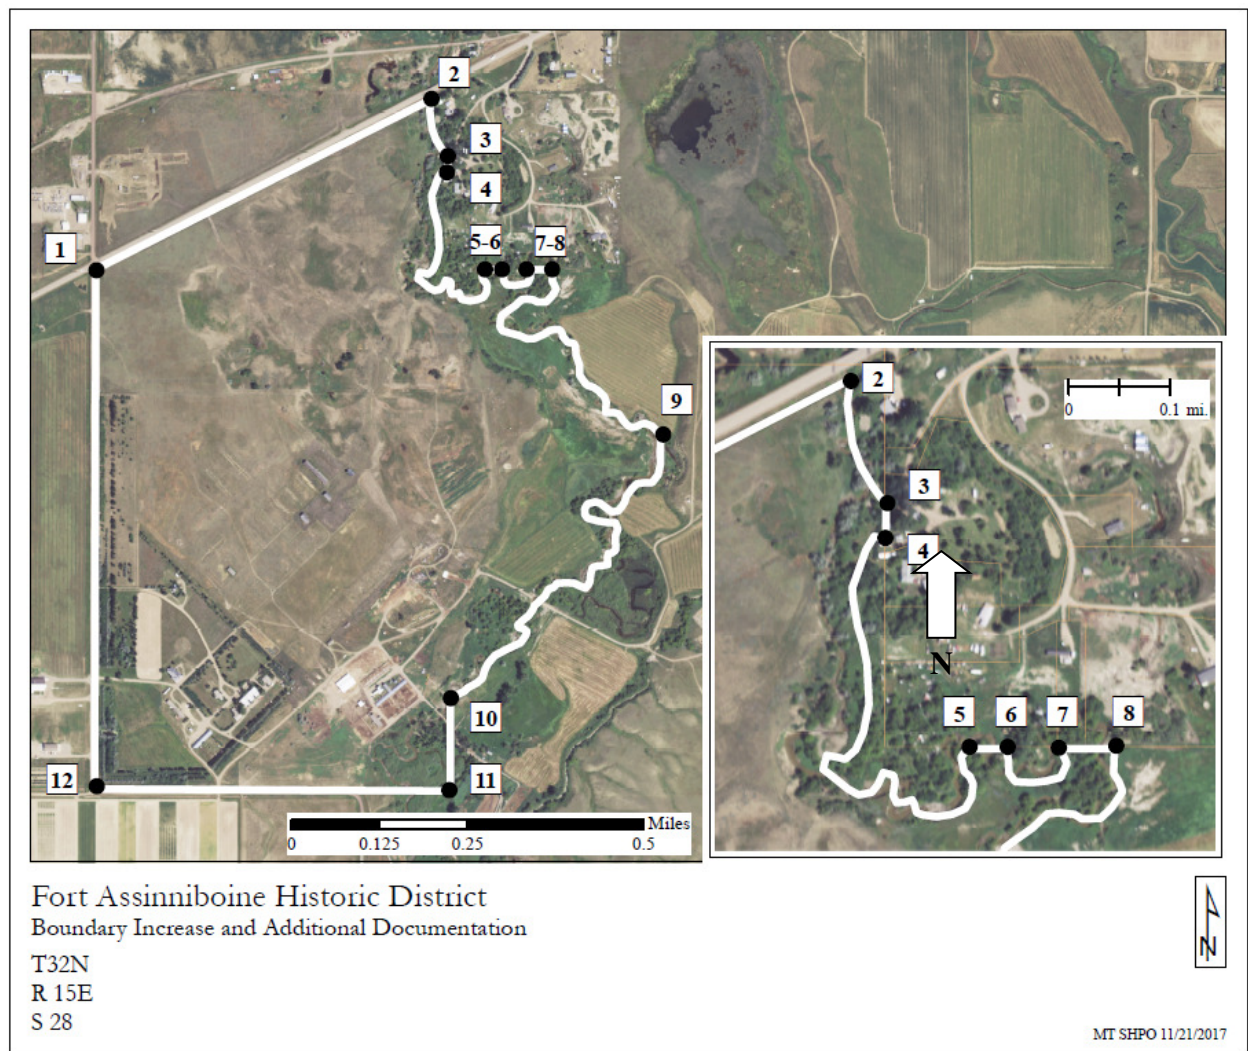 2
3
4
1
5-6
7-8
9
10
11
12
Miles
0 0.125 0.25 0.5
2
0 0.1 mi.
3
4
N
5 6 7 8
Fort Assinniboine Historic District
Boundary Increase and Additional Documentation
T32N
R 15E
S 28
N
MT SHPO 11/21/2017